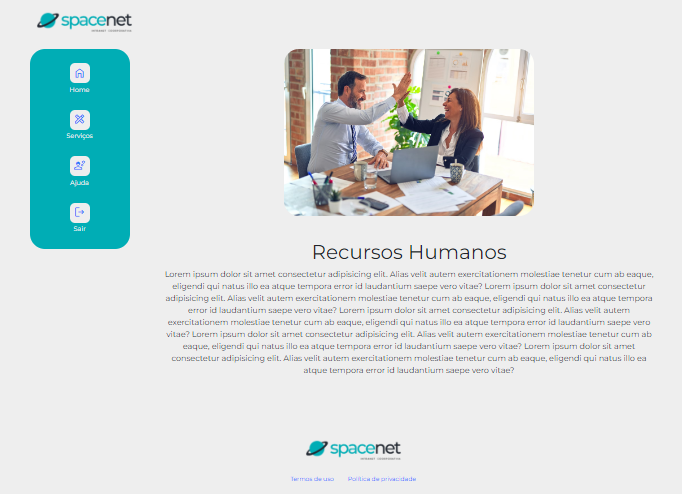 spacenet
INTRANET CORPORATIVA
Home
Serviços
Ajuda
Sair
Recursos Humanos
Lorem ipsum dolor sit amet consectetur adipisicing elit. Alias velit autem exercitationem molestiae tenetur cum ab eaque,
eligendi qui natus illo ea atque tempora error id laudantium saepe vero vitae? Lorem ipsum dolor sit amet consectetur
adipisicing elit. Alias velit autem exercitationem molestiae tenetur cum ab eaque, eligendi qui natus illo ea atque tempora
error id laudantium saepe vero vitae? Lorem ipsum dolor sit amet consectetur adipisicing elit. Alias velit autem
exercitationem molestiae tenetur cum ab eaque, eligendi qui natus illo ea atque tempora error id laudantium saepe vero
vitae? Lorem ipsum dolor sit amet consectetur adipisicing elit. Alias velit autem exercitationem molestiae tenetur cum ab
eaque, eligendi qui natus illo ea atque tempora error id laudantium saepe vero vitae? Lorem ipsum dolor sit amet
consectetur adipisicing elit. Alias velit autem exercitationem molestiae tenetur cum ab eaque, eligendi qui natus illo ea
atque tempora error id laudantium saepe vero vitae?
spacenet
INTRANET CORPORATIVA
Termos de uso
Política de privacidade